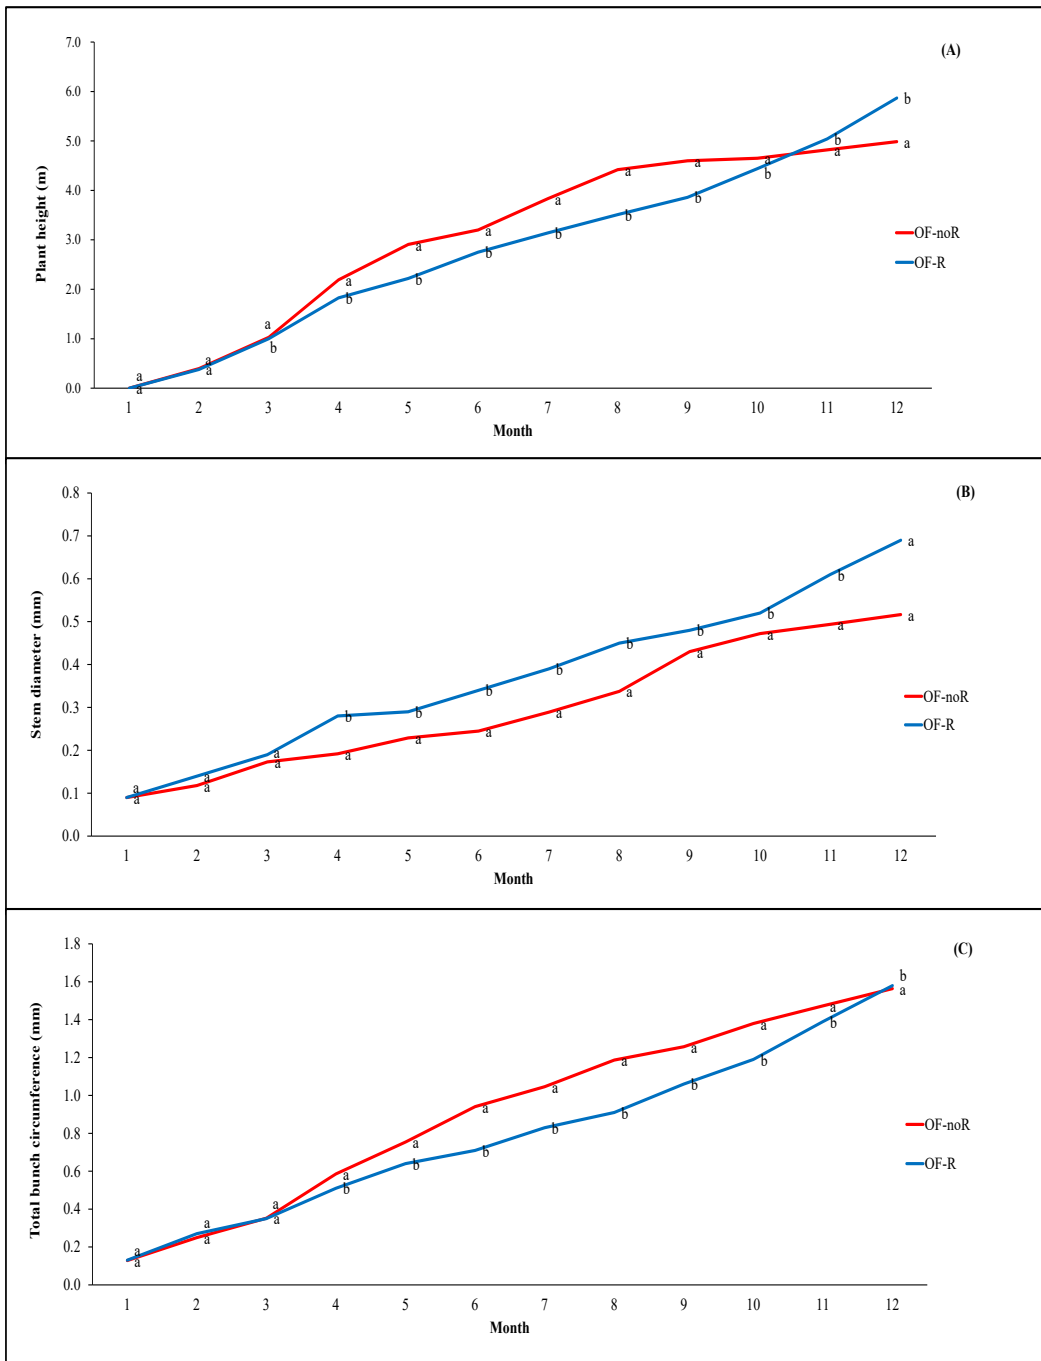 (A)
7.0
6.0
5.0
4.0
3.0
2.0
1.0
0.0
Plant height (m)
a a a a a a a a a a a a
a a b b b b b b b b b b
OF-noR
OF-R
1 2 3 4 5 6 7 8 9 10 11 12
Month
(B)
0.8
0.7
0.6
0.5
0.4
0.3
0.2
0.1
0.0
Stem diameter (mm)
a a a b b b b b b b b a
a a a a a a a a a a a a
OF-noR
OF-R
1 2 3 4 5 6 7 8 9 10 11 12
Month
(C)
1.8
1.6
1.4
1.2
1.0
0.8
0.6
0.4
0.2
0.0
Total bunch circumference (mm)
a a a a a a a a a a a b
a a a b b b b b b b b a
OF-noR
OF-R
1 2 3 4 5 6 7 8 9 10 11 12
Month